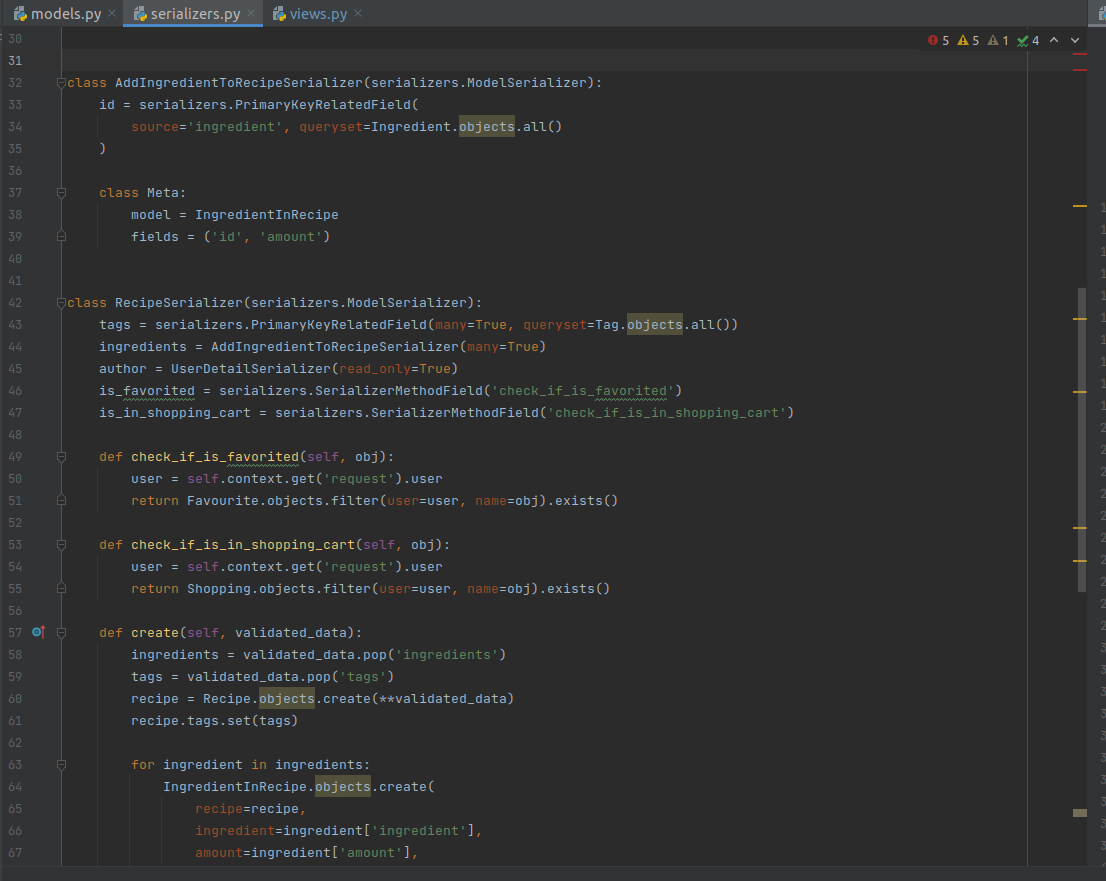 models.py
serializers.py
views.py
5 5 1 4
30
31
32 class AddIngredientToRecipeSerializer(serializers.ModelSerializer):
33     id = serializers.PrimaryKeyRelatedField(
34         source='ingredient', queryset=Ingredient.objects.all()
35     )
36
37     class Meta:
38         model = IngredientInRecipe
39         fields = ('id', 'amount')
40
41
42 class RecipeSerializer(serializers.ModelSerializer):
43     tags = serializers.PrimaryKeyRelatedField(many=True, queryset=Tag.objects.all())
44     ingredients = AddIngredientToRecipeSerializer(many=True)
45     author = UserDetailSerializer(read_only=True)
46     is_favorited = serializers.SerializerMethodField('check_if_is_favorited')
47     is_in_shopping_cart = serializers.SerializerMethodField('check_if_is_in_shopping_cart')
48
49     def check_if_is_favorited(self, obj):
50         user = self.context.get('request').user
51         return Favourite.objects.filter(user=user, name=obj).exists()
52
53     def check_if_is_in_shopping_cart(self, obj):
54         user = self.context.get('request').user
55         return Shopping.objects.filter(user=user, name=obj).exists()
56
57     def create(self, validated_data):
58         ingredients = validated_data.pop('ingredients')
59         tags = validated_data.pop('tags')
60         recipe = Recipe.objects.create(**validated_data)
61         recipe.tags.set(tags)
62
63         for ingredient in ingredients:
64             IngredientInRecipe.objects.create(
65                 recipe=recipe,
66                 ingredient=ingredient['ingredient'],
67                 amount=ingredient['amount'],